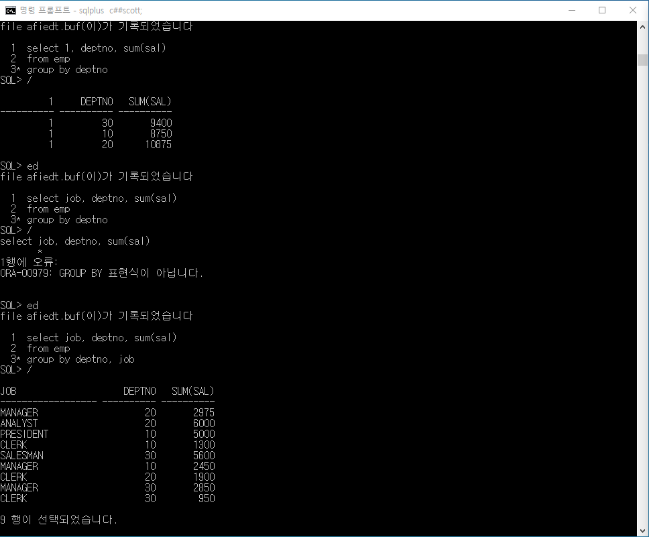 명령 프롬프트 - sqlplus  c##scott;
file afiedt.buf(이)가 기록되었습니다
  1  select 1, deptno, sum(sal)
  2  from emp
  3* group by deptno
SQL> /
         1     DEPTNO   SUM(SAL)
---------- ---------- ----------
         1         30       9400
         1         10       8750
         1         20      10875
SQL> ed
file afiedt.buf(이)가 기록되었습니다
  1  select job, deptno, sum(sal)
  2  from emp
  3* group by deptno
SQL> /
select job, deptno, sum(sal)
       *
1행에 오류:
ORA-00979: GROUP BY 표현식이 아닙니다.
SQL> ed
file afiedt.buf(이)가 기록되었습니다
  1  select job, deptno, sum(sal)
  2  from emp
  3* group by deptno, job
SQL> /
JOB                    DEPTNO   SUM(SAL)
------------------ ---------- ----------
MANAGER                    20       2975
ANALYST                    20       6000
PRESIDENT                  10       5000
CLERK                      10       1300
SALESMAN                   30       5600
MANAGER                    10       2450
CLERK                      20       1900
MANAGER                    30       2850
CLERK                      30        950
9 행이 선택되었습니다.